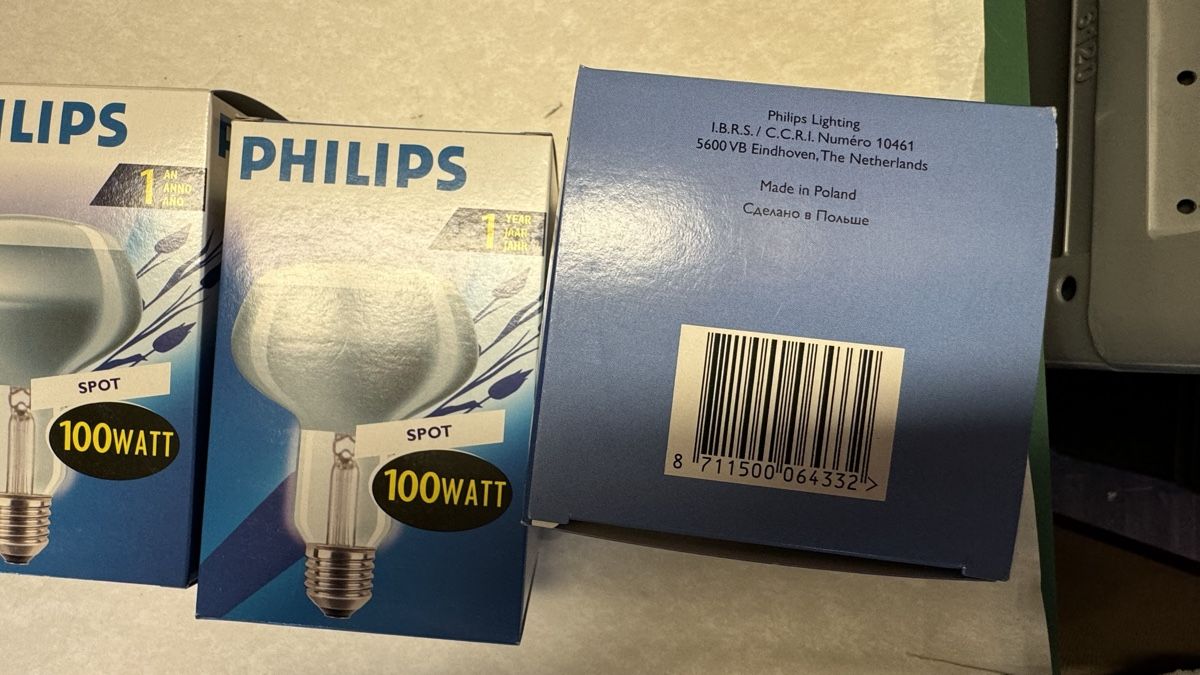 ILIPS
1 AN
ANNO
AÑO
SPOT
100WATT
PHILIPS
1 YEAR
JAAR
JAHR
SPOT
100WATT
Philips Lighting
I.B.R.S. / C.C.R.I. Numéro 10461
5600 VB Eindhoven, The Netherlands
Made in Poland
Сделано в Польше
8 711500 064332 >